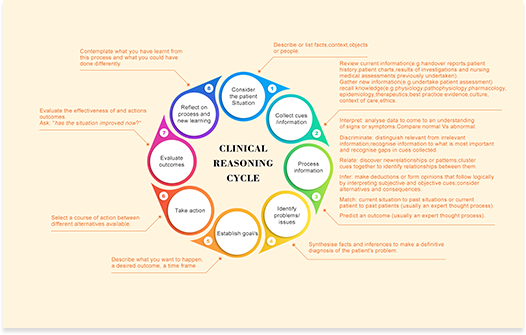 Contemplate what you have learnt from
this process and what you could have
done differently.
Describe or list facts,context,objects
or people.
Review current information(e.g handover reports,patient
history,patient charts,results of investigations and nursing
medical assessments previously undertaken)
Gather new information(e.g undertake patient assessment)
recall knowledge(e.g physiology,pathophysiology,pharmacology,
epidemiology,therapeutics,best practice evidence,culture,
context of care,ethics.
Interpret: analyse data to come to an understanding
of signs or symptoms.Compare normal Vs abnormal
Discriminate: distinguish relevant from irrelevant
information,recognise information to what is most important
and recognise gaps in cues collected
Relate: discover newrelationships or patterns cluster
cues together to identify relationships between them.
Infer: make deductions or form opinions that follow logically
by interpreting subjective and objective cues;consider
alternatives and consequences.
Match: current situation to past situations or current
patient to past patients (usually an expert thought process).
Predict an outcome (usually an expert thought process)
Synthesise facts and inferences to make a definitive
diagnosis of the patient's problem.
Describe what you want to happen,
a desired outcome, a time frame
Select a course of action between
different alternatives available.
Evaluate the effectiveness of and actions
outcomes
Ask: "has the situation improved now?"
CLINICAL
REASONING
CYCLE
1
Consider
the patient
Situation
2
Collect cues
/information
3
Process
information
4
Identify
problems/
issues
5
Establish goal/s
6
Take action
7
Evaluate
outcomes
8
Reflect on
process and
new learning